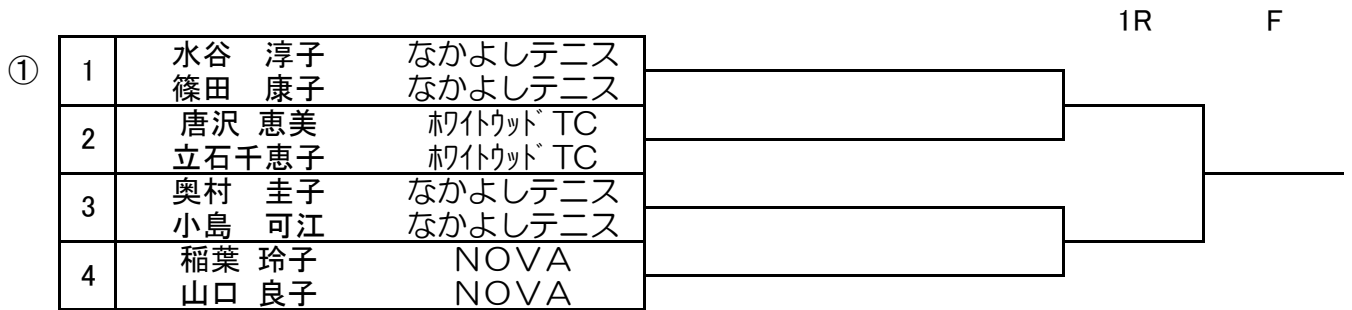 1R F
① 1 水谷 淳子 なかよしテニス
篠田 康子 なかよしテニス
2 唐沢 恵美 ﾎﾜｲﾄｳｯﾄﾞTC
立石千恵子 ﾎﾜｲﾄｳｯﾄﾞTC
3 奥村 圭子 なかよしテニス
小島 可江 なかよしテニス
4 稲葉 玲子 ＮＯＶＡ
山口 良子 ＮＯＶＡ